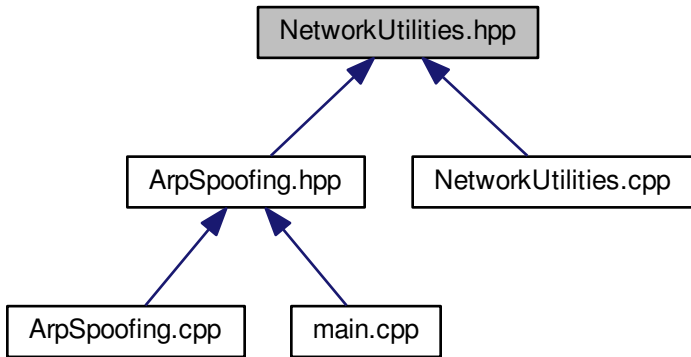 NetworkUtilities.hpp
ArpSpoofing.hpp
NetworkUtilities.cpp
ArpSpoofing.cpp
main.cpp